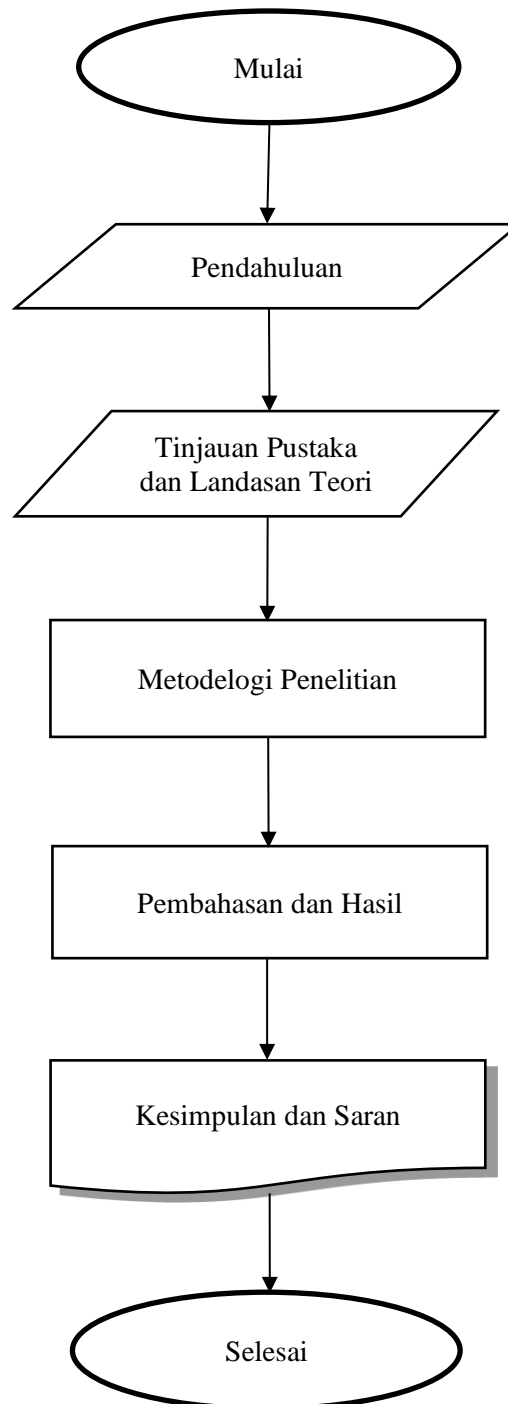 Mulai
Pendahuluan
Tinjauan Pustaka
dan Landasan Teori
Metodelogi Penelitian
Pembahasan dan Hasil
Kesimpulan dan Saran
Selesai